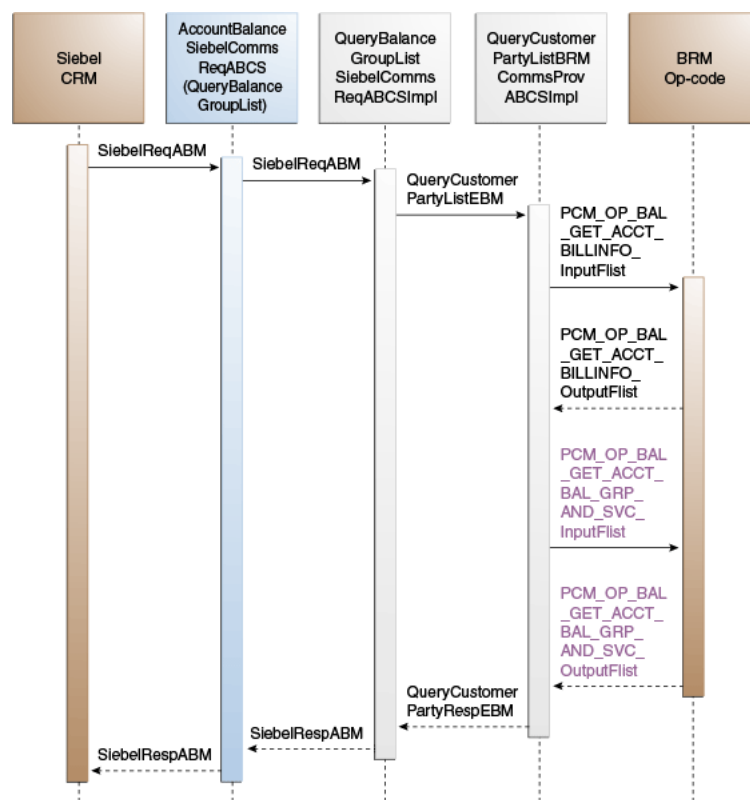 Siebel
CRM
AccountBalance
SiebelComms
ReqABCS
(QueryBalance
GroupList)
QueryBalance
GroupList
SiebelComms
ReqABCSImpl
QueryCustomer
PartyListBRM
CommsProv
ABCSImpl
BRM
Op-code
SiebelReqABM
SiebelReqABM
QueryCustomer
PartyListEBM
PCM_OP_BAL
_GET_ACCT_
BILLINFO_
InputFlist
PCM_OP_BAL
_GET_ACCT_
BILLINFO_
OutputFlist
PCM_OP_BAL
_GET_ACCT_
BAL_GRP_
AND_SVC_
InputFlist
PCM_OP_BAL
_GET_ACCT_
BAL_GRP_
AND_SVC_
OutputFlist
QueryCustomer
PartyRespEBM
SiebelRespABM
SiebelRespABM